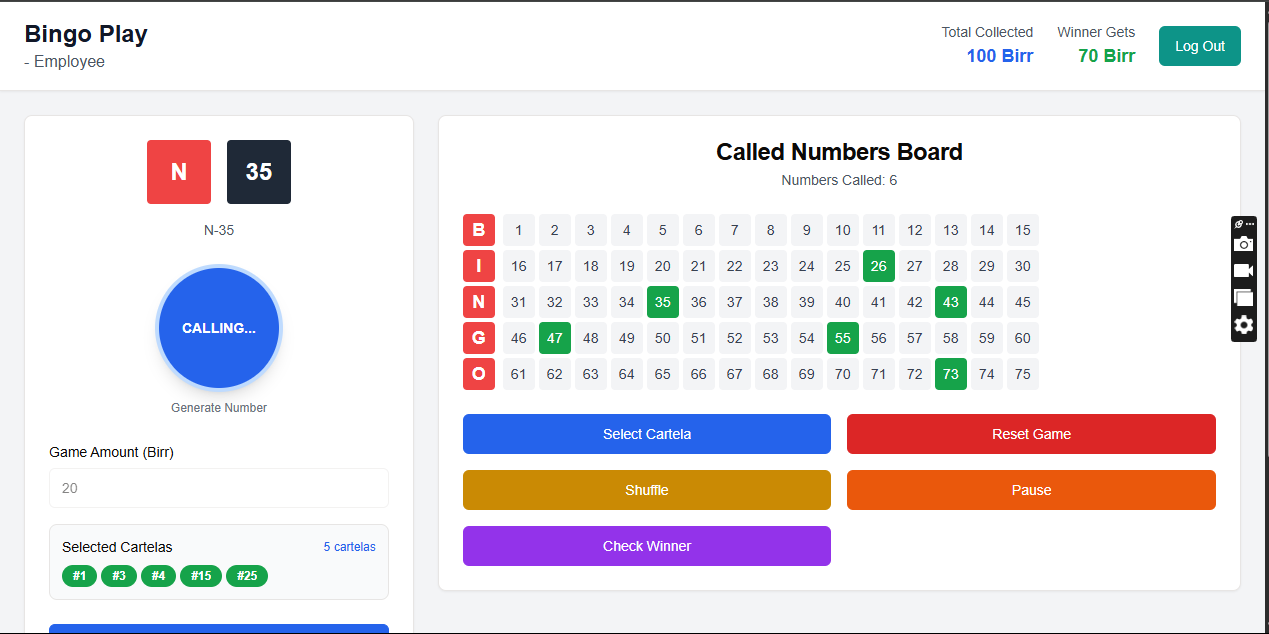 Bingo Play
- Employee
Total Collected
100 Birr
Winner Gets
70 Birr
Log Out
N 35
N-35
CALLING...
Generate Number
Game Amount (Birr)
20
Selected Cartelas 5 cartelas
#1 #3 #4 #15 #25
Called Numbers Board
Numbers Called: 6
B 1 2 3 4 5 6 7 8 9 10 11 12 13 14 15
I 16 17 18 19 20 21 22 23 24 25 26 27 28 29 30
N 31 32 33 34 35 36 37 38 39 40 41 42 43 44 45
G 46 47 48 49 50 51 52 53 54 55 56 57 58 59 60
O 61 62 63 64 65 66 67 68 69 70 71 72 73 74 75
Select Cartela Reset Game
Shuffle Pause
Check Winner